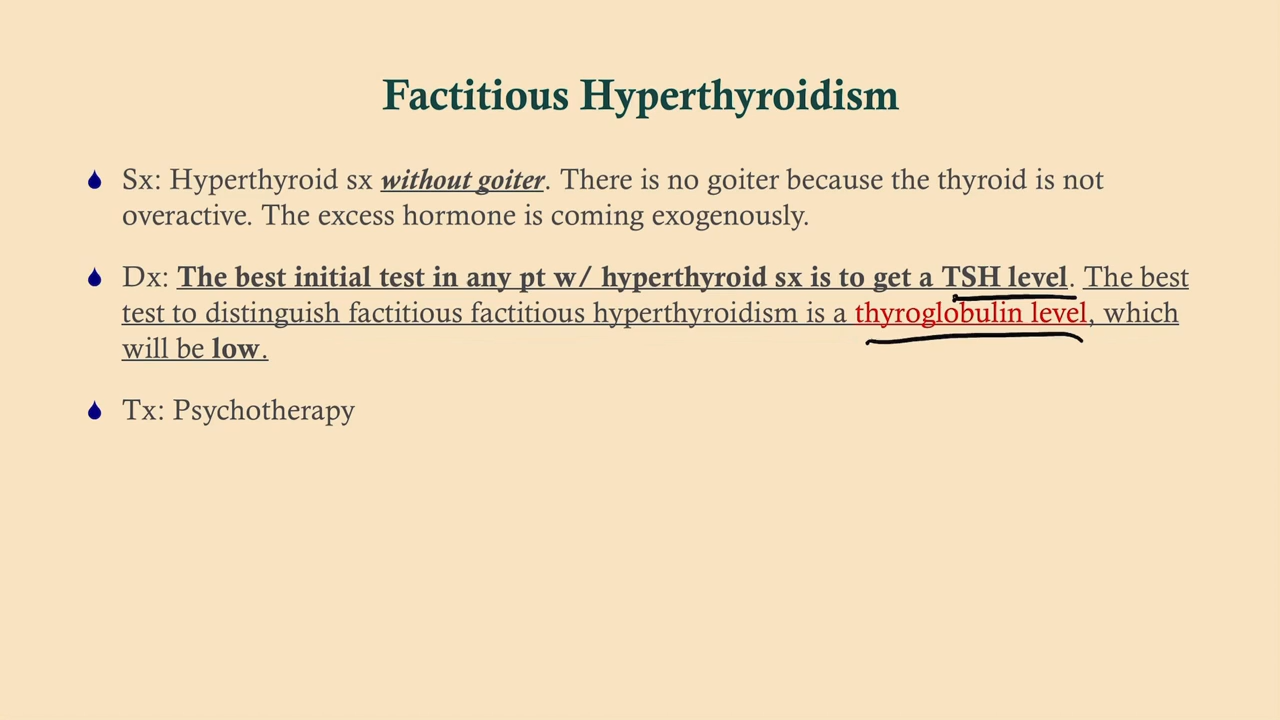 Factitious Hyperthyroidism
Sx: Hyperthyroid sx without goiter. There is no goiter because the thyroid is not
overactive. The excess hormone is coming exogenously.
Dx: The best initial test in any pt w/ hyperthyroid sx is to get a TSH level. The best
test to distinguish factitious factitious hyperthyroidism is a thyroglobulin level, which
will be low.
Tx: Psychotherapy